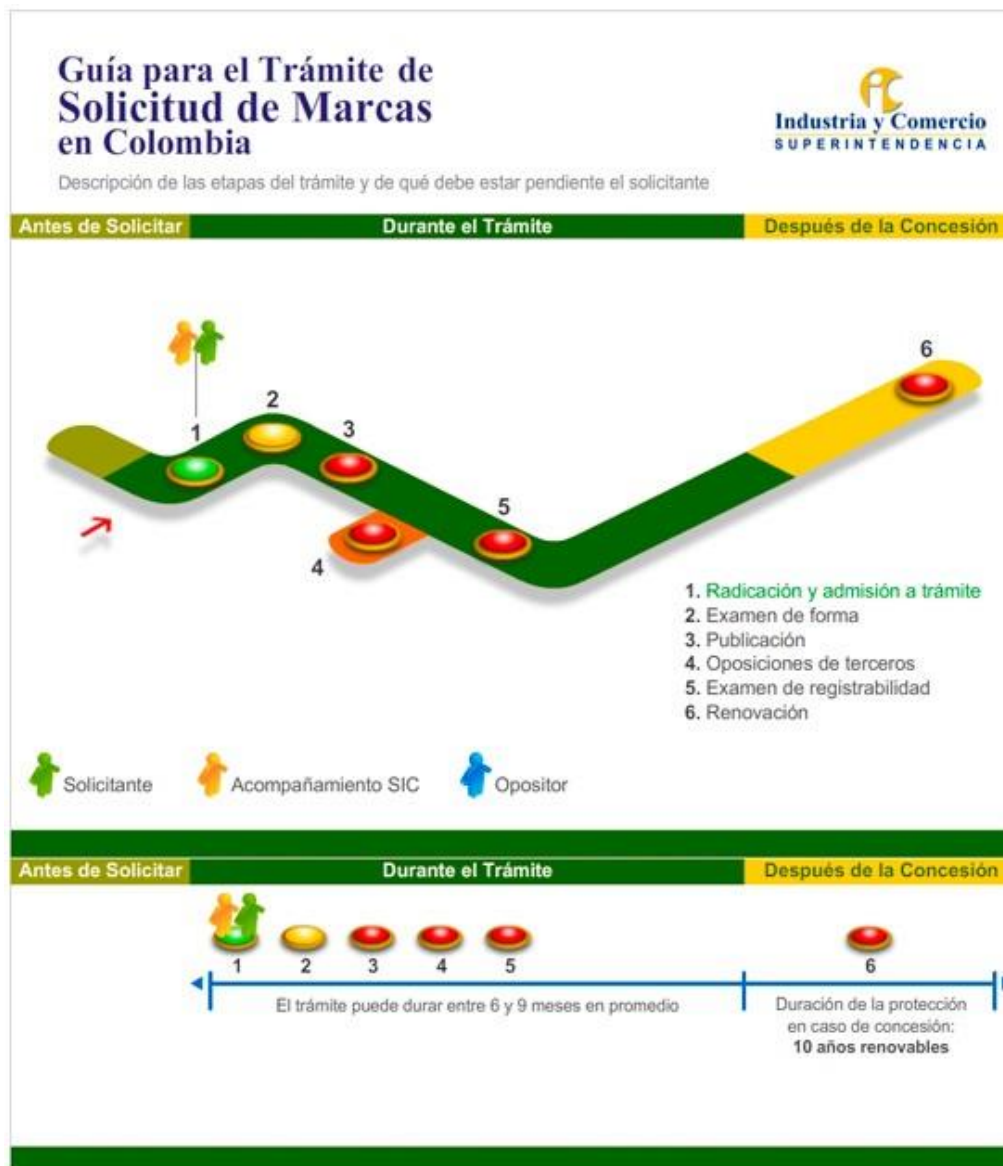 Guía para el Trámite de
Solicitud de Marcas
en Colombia
Industria y Comercio
SUPERINTENDENCIA
Descripción de las etapas del trámite y de qué debe estar pendiente el solicitante
Antes de Solicitar
Durante el Trámite
Después de la Concesión
6
2
1
3
5
4
1. Radicación y admisión a trámite
2. Examen de forma
3. Publicación
4. Oposiciones de terceros
5. Examen de registrabilidad
6. Renovación
Solicitante
Acompañamiento SIC
Opositor
Antes de Solicitar
Durante el Trámite
Después de la Concesión
1 2 3 4 5 6
El trámite puede durar entre 6 y 9 meses en promedio
Duración de la protección
en caso de concesión:
10 años renovables